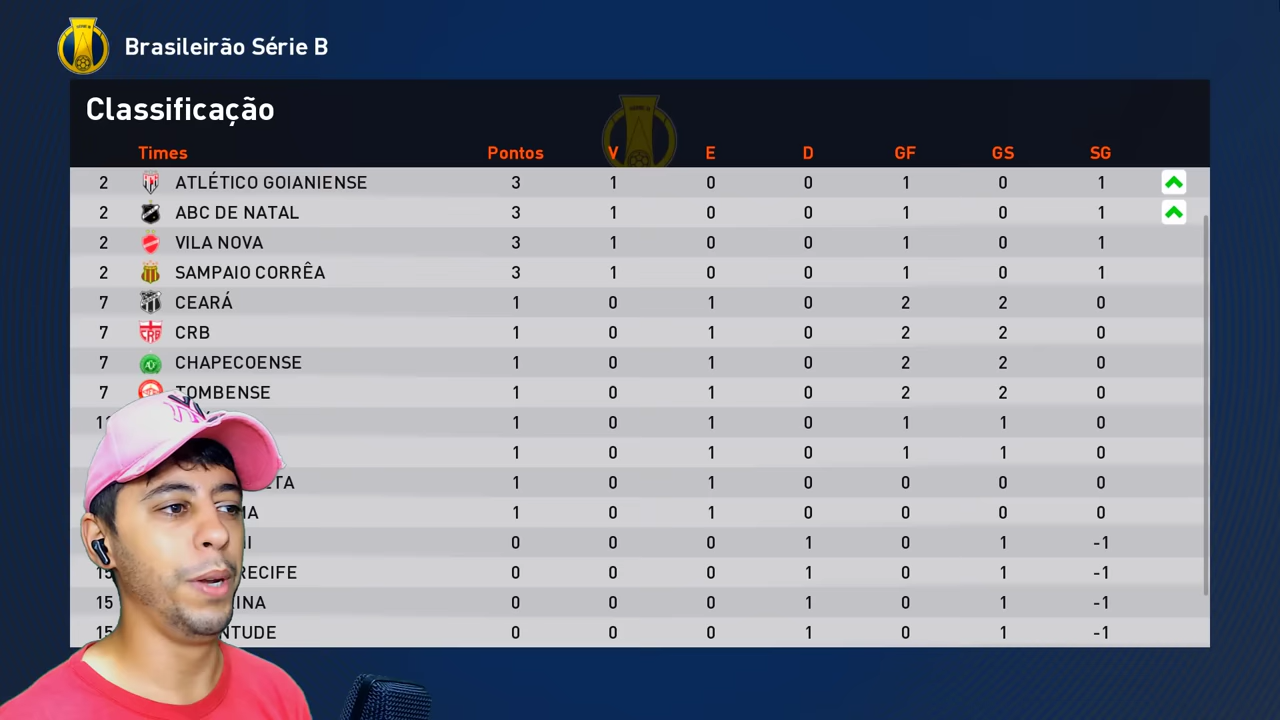 Brasileirão Série B
Classificação
Times Pontos V E D GF GS SG
2 ATLÉTICO GOIANIENSE 3 1 0 0 1 0 1
2 ABC DE NATAL 3 1 0 0 1 0 1
2 VILA NOVA 3 1 0 0 1 0 1
2 SAMPAIO CORRÊA 3 1 0 0 1 0 1
7 CEARÁ 1 0 1 0 2 2 0
7 CRB 1 0 1 0 2 2 0
7 CHAPECOENSE 1 0 1 0 2 2 0
7 TOMBENSE 1 0 1 0 2 2 0
1 0 1 0 1 1 0
1 0 1 0 1 1 0
ETA 1 0 1 0 0 0 0
MA 1 0 1 0 0 0 0
0 0 0 1 0 1 -1
15 RECIFE 0 0 0 1 0 1 -1
15 INA 0 0 0 1 0 1 -1
15 NTUDE 0 0 0 1 0 1 -1